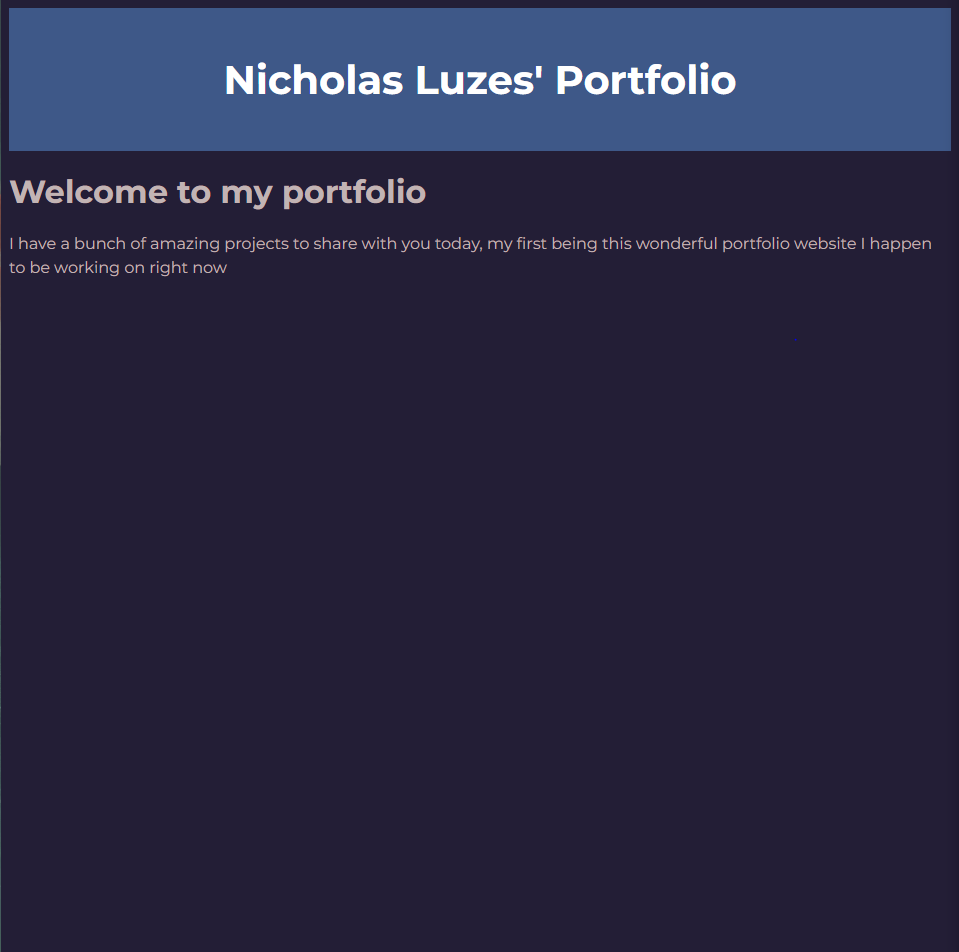 Nicholas Luzes' Portfolio
Welcome to my portfolio
I have a bunch of amazing projects to share with you today, my first being this wonderful portfolio website I happen
to be working on right now